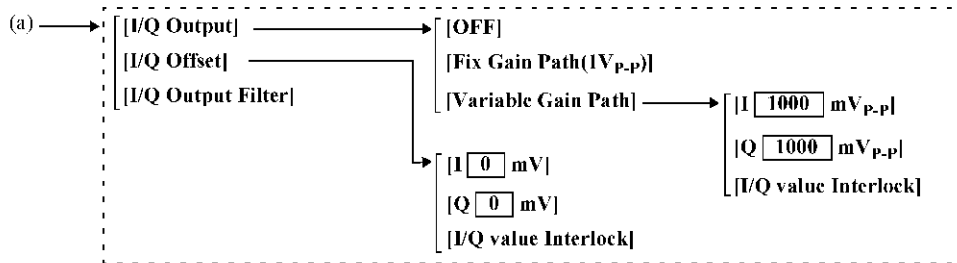 (a)
[I/Q Output]
[I/Q Offset]
[I/Q Output Filter]
[OFF]
[Fix Gain Path(1VP-P)]
[Variable Gain Path]
[I 1000 mVP-P]
[Q 1000 mVP-P]
[I/Q value Interlock]
[I 0 mV]
[Q 0 mV]
[I/Q value Interlock]